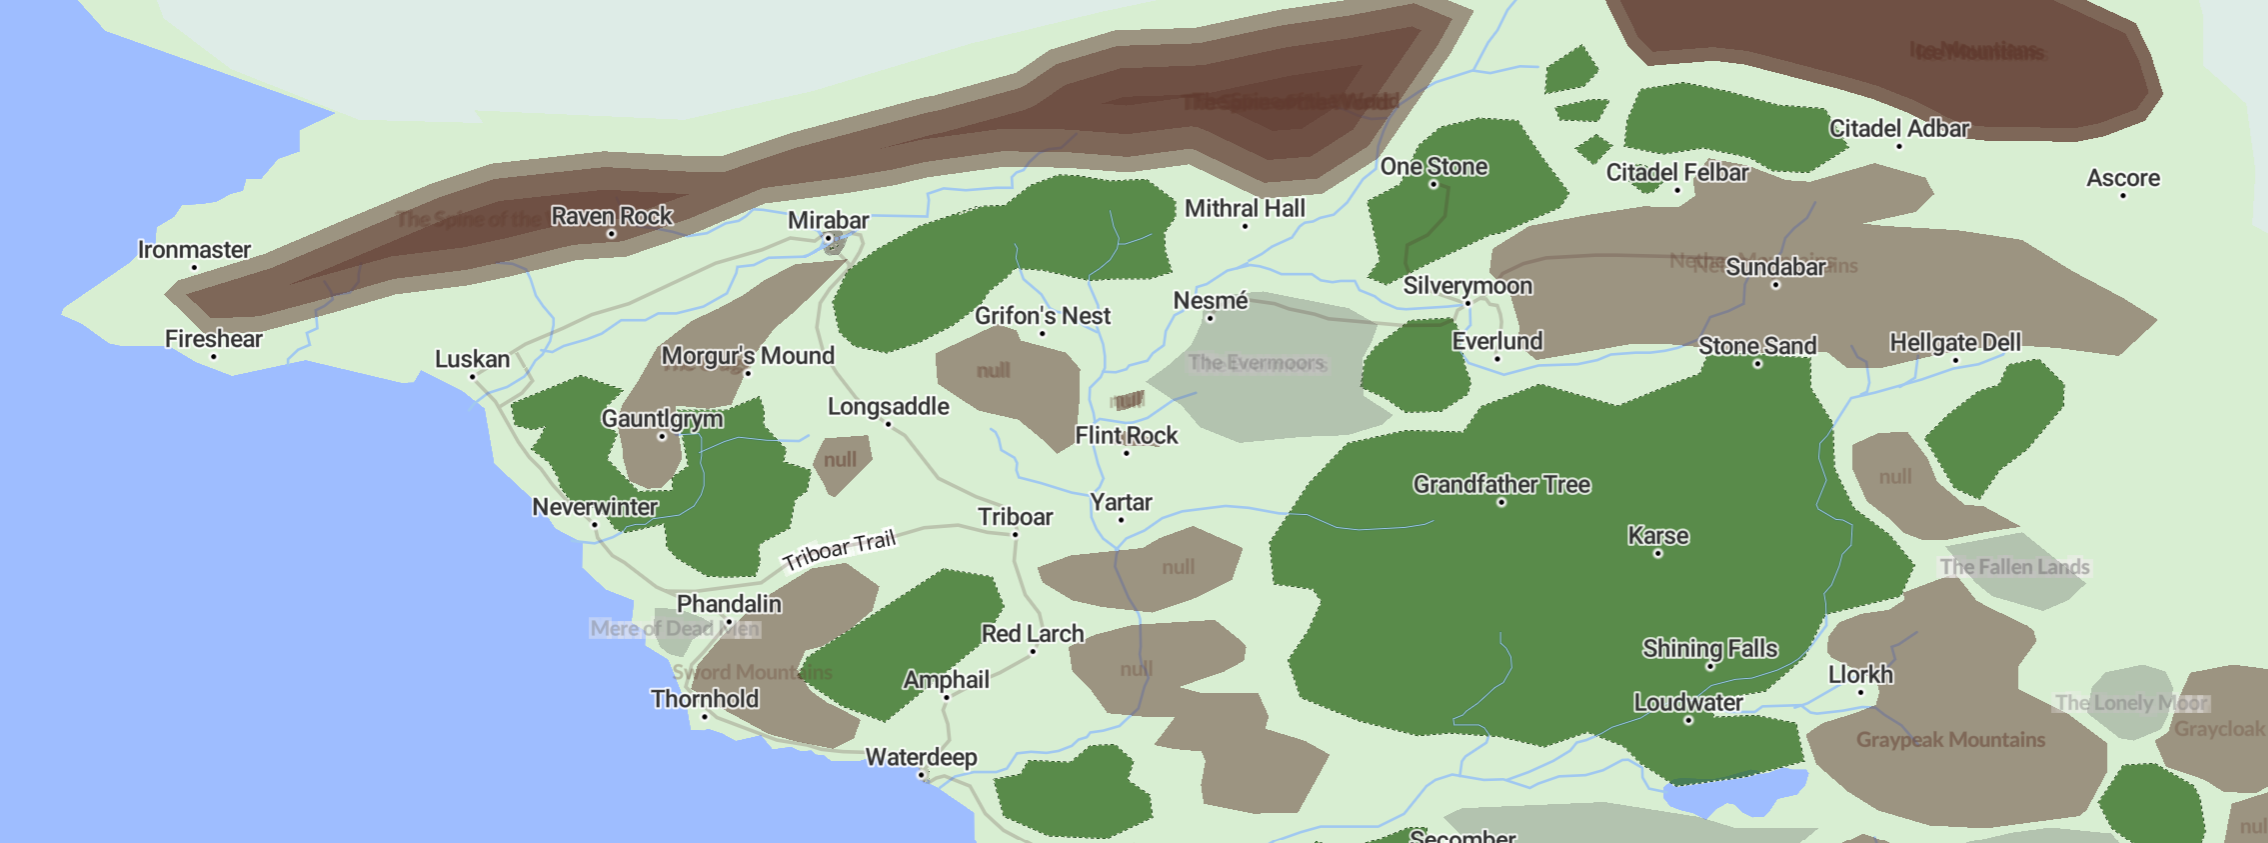 Ice Mountians
The Spine of the World
Citadel Adbar
One Stone
Citadel Felbar
Ascore
Mithral Hall
Raven Rock
The Spine of the
Mirabar
Ironmaster
Sundabar
Silverymoon
Nesmé
Grifon's Nest
Fireshear
Everlund
Hellgate Dell
Stone Sand
Luskan
Morgur's Mound
The Evermoors
null
null
Longsaddle
Gauntlgrym
Flint Rock
null
null
Grandfather Tree
Yartar
Neverwinter
Triboar
Karse
Triboar Trail
null
The Fallen Lands
Phandalin
Mere of Dead Men
Red Larch
Shining Falls
null
Sword Mountains
Llorkh
Amphail
Thornhold
Loudwater
The Lonely Moor
Graycloak
Graypeak Mountains
Waterdeep
nul
Secomber